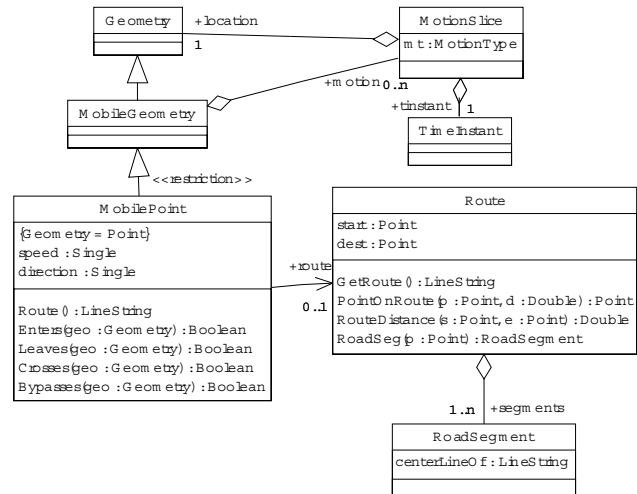 Geometry
+location
1
MotionSlice
mt:MotionType
+motion
0..n
+tinstant
1
MobileGeometry
TimeInstant
<<restriction>>
MobilePoint
{Geometry = Point}
speed : Single
direction : Single
Route() : LineString
Enters(geo : Geometry) : Boolean
Leaves(geo : Geometry) : Boolean
Crosses(geo : Geometry) : Boolean
Bypasses(geo : Geometry) : Boolean
+route
0..1
Route
start : Point
dest : Point
GetRoute() : LineString
PointOnRoute(p : Point, d : Double) : Point
RouteDistance(s : Point, e : Point) : Double
RoadSeg(p : Point) : RoadSegment
1..n
+segments
RoadSegment
centerLineOf : LineString